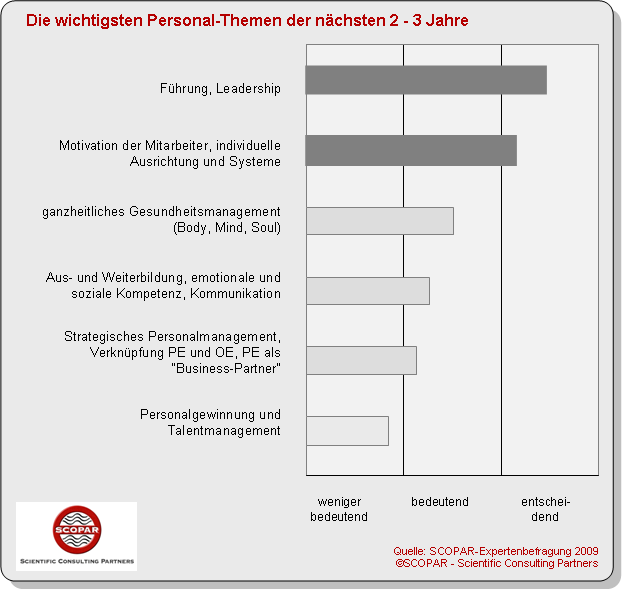 Die wichtigsten Personal-Themen der nächsten 2 - 3 Jahre
Führung, Leadership
Motivation der Mitarbeiter, individuelle
Ausrichtung und Systeme
ganzheitliches Gesundheitsmanagement
(Body, Mind, Soul)
Aus- und Weiterbildung, emotionale und
soziale Kompetenz, Kommunikation
Strategisches Personalmanagement,
Verknüpfung PE und OE, PE als
"Business-Partner"
Personalgewinnung und
Talentmanagement
weniger
bedeutend
bedeutend
entschei-
dend
SCOPAR
SCIENTIFIC CONSULTING PARTNERS
Quelle: SCOPAR-Expertenbefragung 2009
©SCOPAR - Scientific Consulting Partners